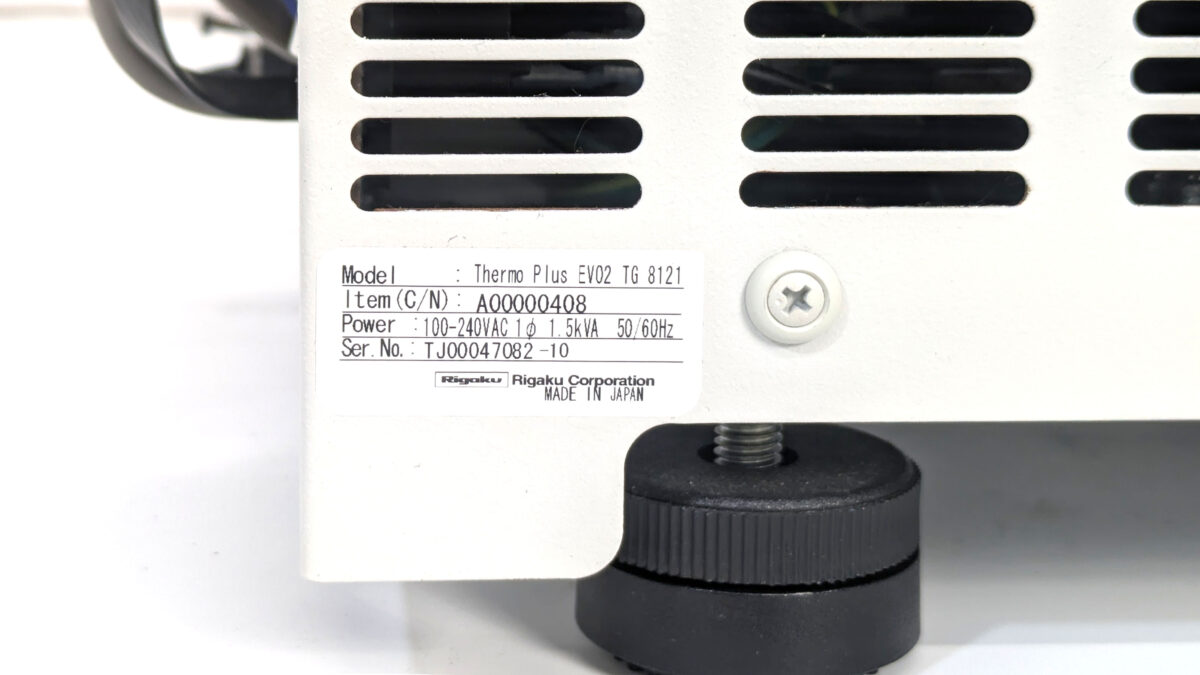 Model : Thermo Plus EVO2 TG 8121
Item(C/N): A00000408
Power :100-240VAC 1φ 1.5kVA 50/60Hz
Ser.No.: TJ00047082-10
Rigaku Rigaku Corporation
MADE IN JAPAN